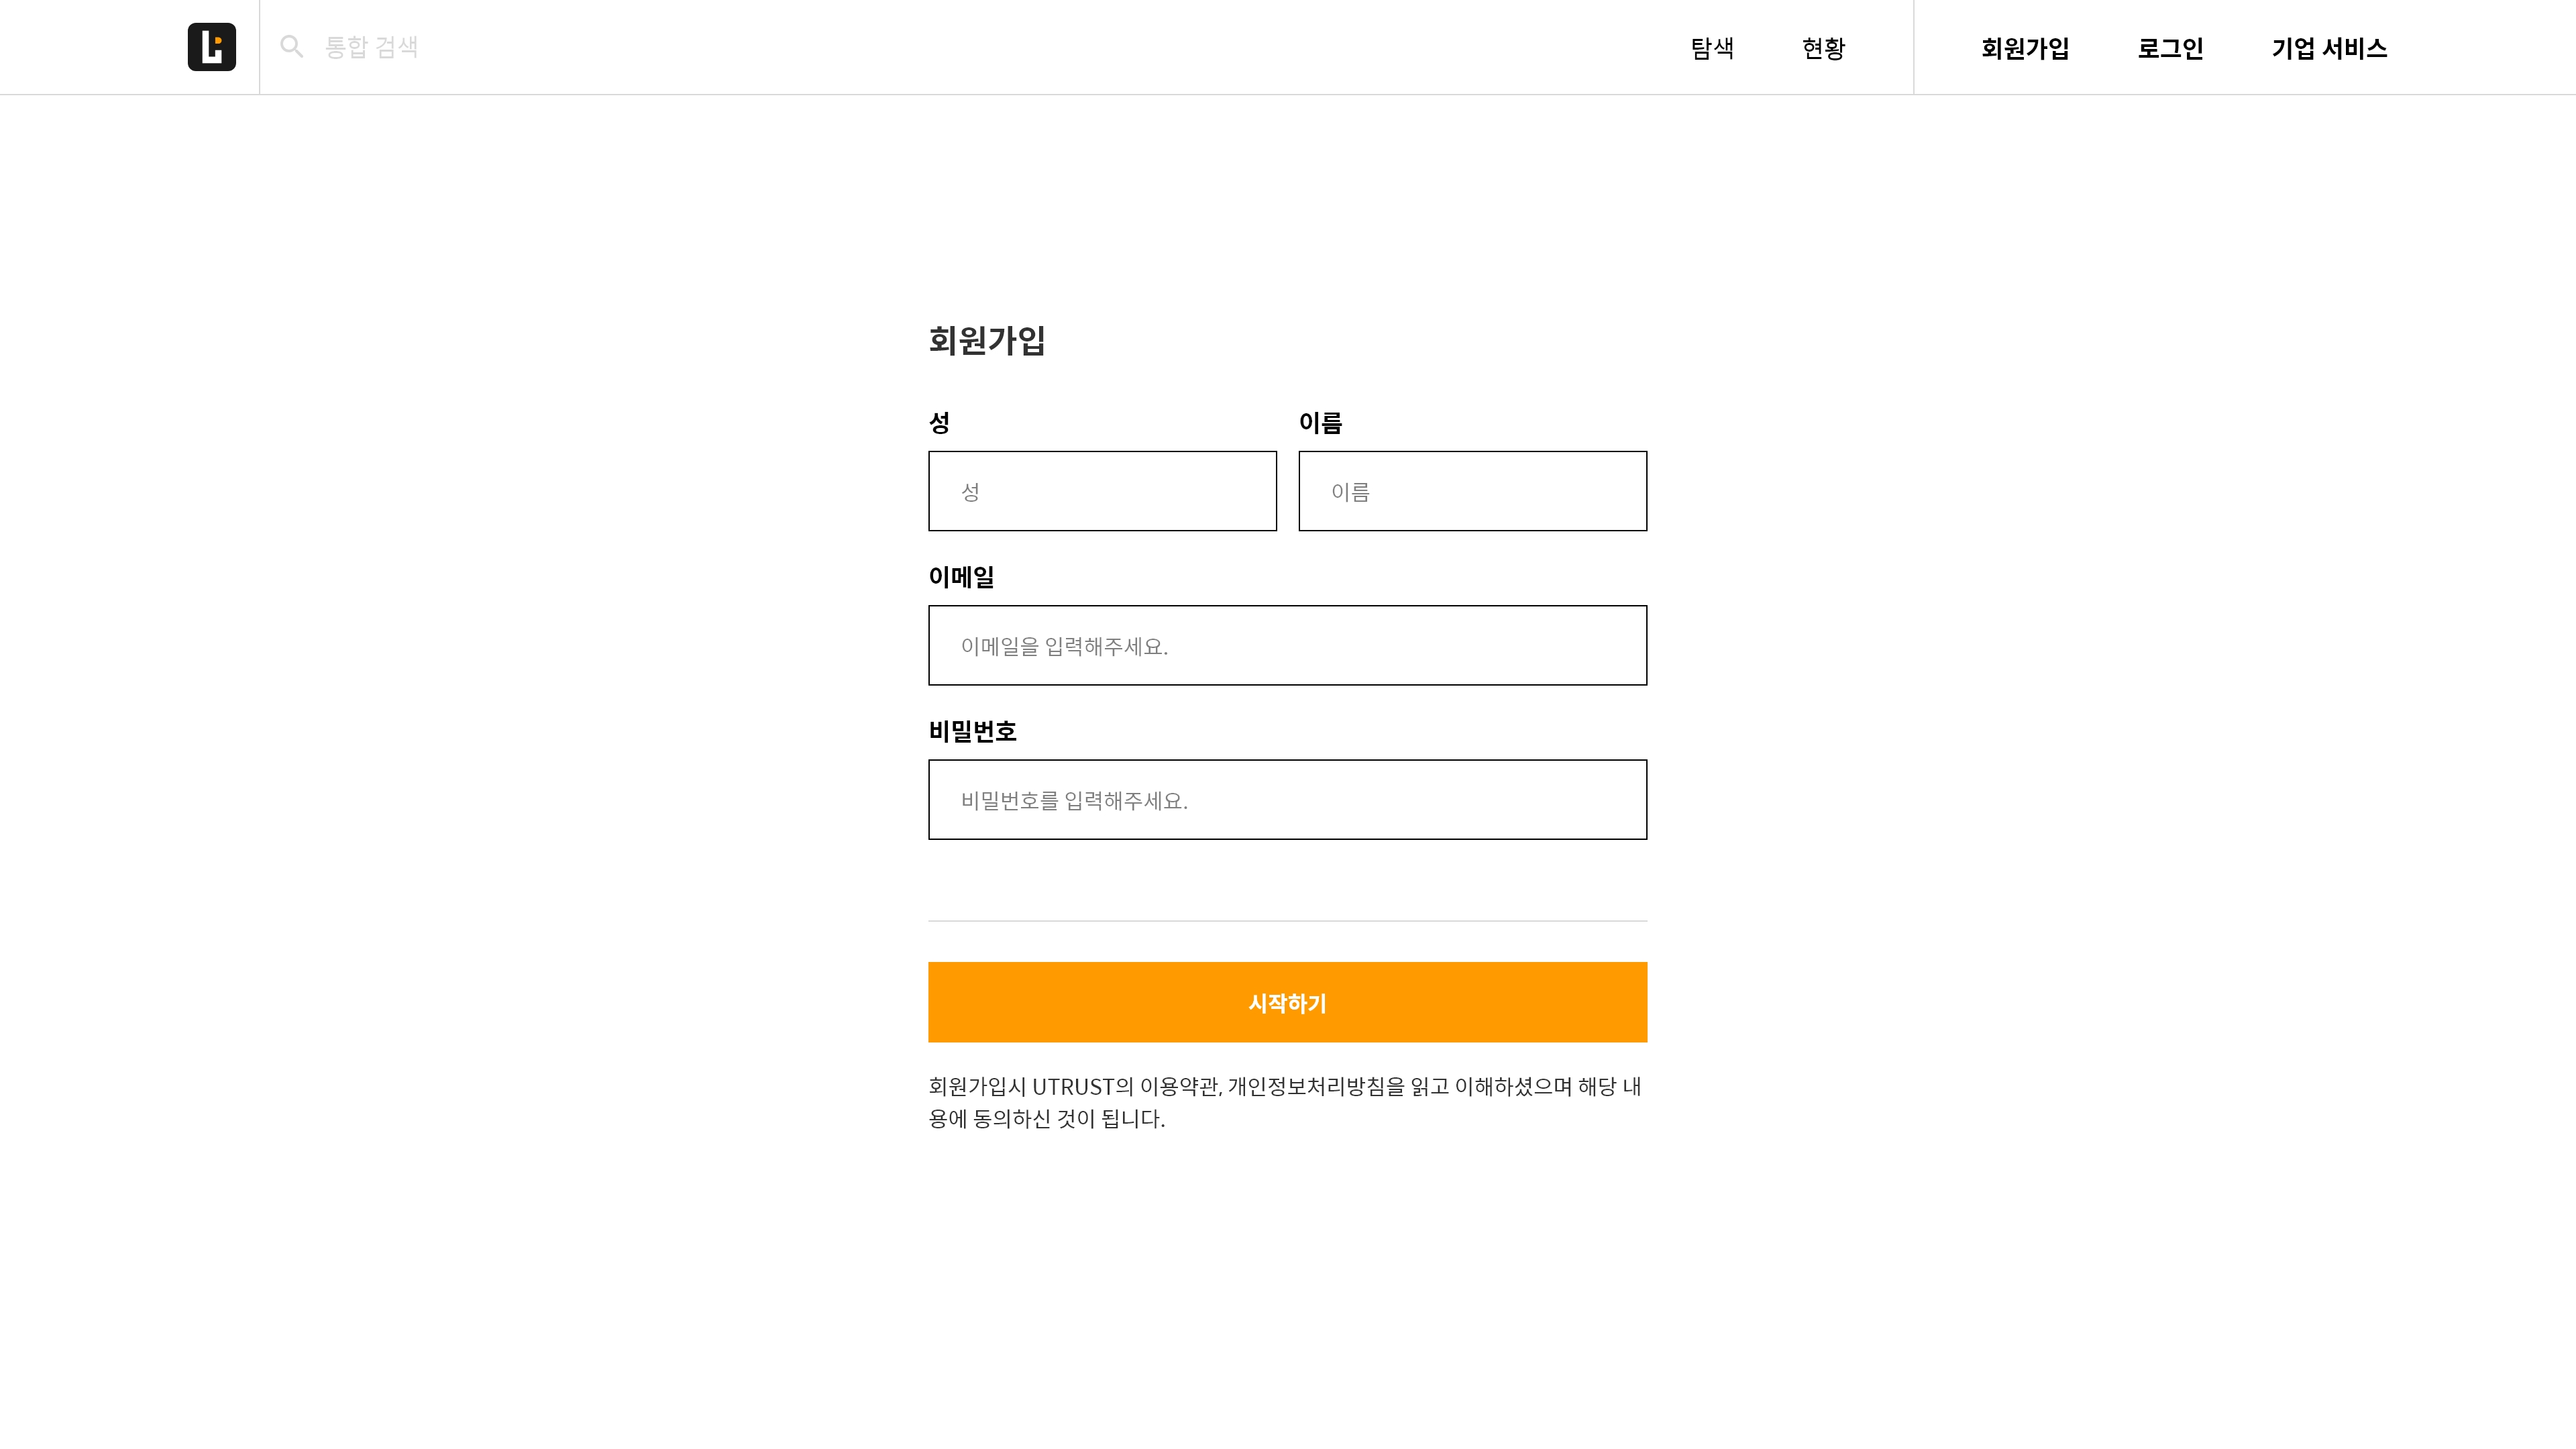 통합 검색
탐색
현황
회원가입
로그인
기업 서비스
회원가입
성
이름
성
이름
이메일
이메일을 입력해주세요.
비밀번호
비밀번호를 입력해주세요.
시작하기
회원가입시 UTRUST의 이용약관, 개인정보처리방침을 읽고 이해하셨으며 해당 내
용에 동의하신 것이 됩니다.